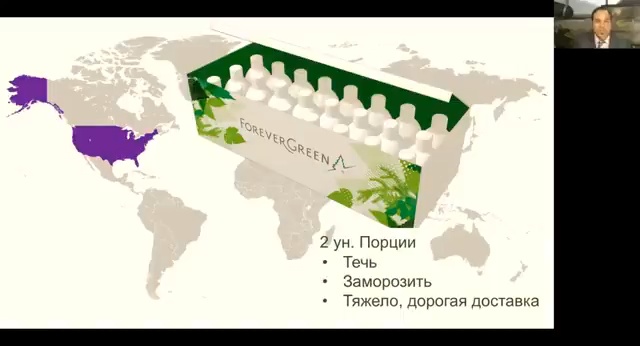 FOREVERGREEN
2 ун. Порции
• Течь
• Заморозить
• Тяжело, дорогая доставка